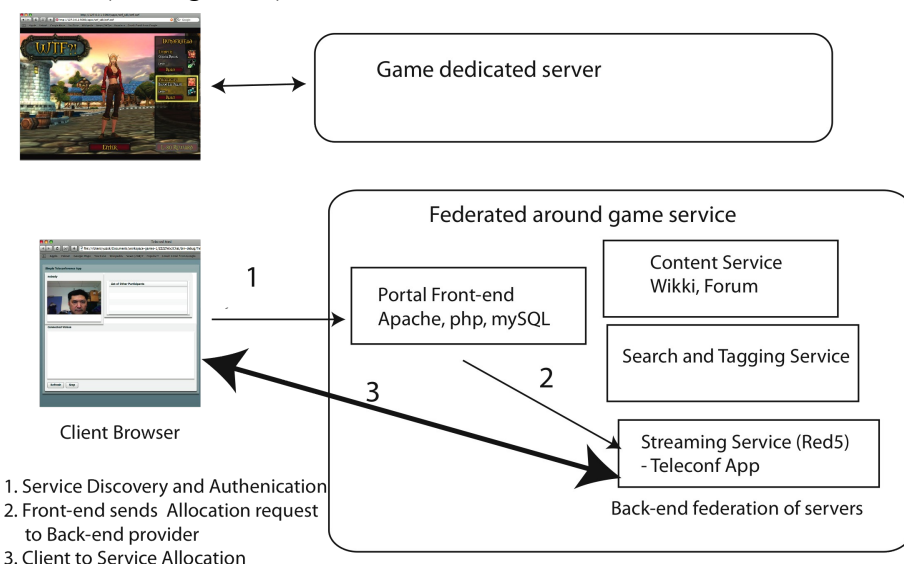 WTF?!
ENTER
Game dedicated server
Federated around game service
Content Service
Wikki, Forum
1
Portal Front-end
Apache, php, mySQL
Search and Tagging Service
2
3
Streaming Service (Red5)
- Teleconf App
Client Browser
Back-end federation of servers
1. Service Discovery and Authenication
2. Front-end sends Allocation request
to Back-end provider
3. Client to Service Allocation